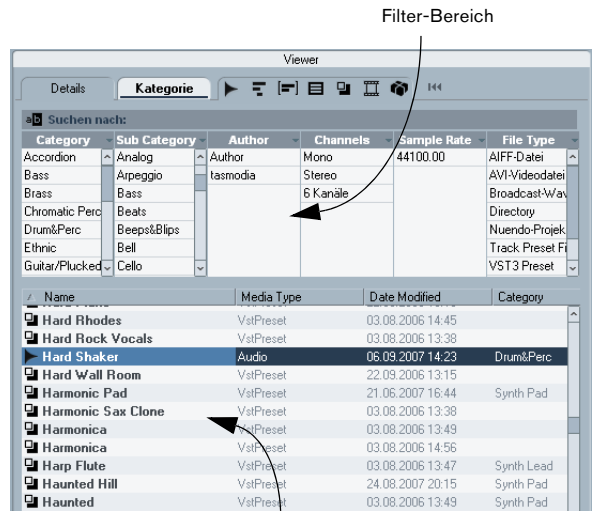 Filter-Bereich
Viewer
Details Kategorie
ab Suchen nach:
Category Sub Category Author Channels Sample Rate File Type
Accordion Analog Author Mono 44100.00 AIFF-Datei
Bass Arpeggio tasmodia Stereo AVI-Videodatei
Brass Bass 6 Kanäle Broadcast-Wav
Chromatic Perc Beats Directory
Drum&Perc Beeps&Blips Nuendo-Projek
Ethnic Bell Track Preset Fi
Guitar/Plucked Cello VST3 Preset
Name Media Type Date Modified Category
Hard Rhodes VstPreset 03.08.2006 14:45
Hard Rock Vocals VstPreset 03.08.2006 13:38
Hard Shaker Audio 06.09.2007 14:23 Drum&Perc
Hard Wall Room VstPreset 22.09.2006 13:15
Harmonic Pad VstPreset 21.06.2007 16:44 Synth Pad
Harmonic Sax Clone VstPreset 03.08.2006 13:38
Harmonica VstPreset 03.08.2006 13:49
Harmonica VstPreset 03.08.2006 14:56
Harp Flute VstPreset 03.08.2006 13:47 Synth Lead
Haunted Hill VstPreset 24.08.2007 20:15 Synth Pad
Haunted VstPreset 03.08.2006 13:49 Synth Pad